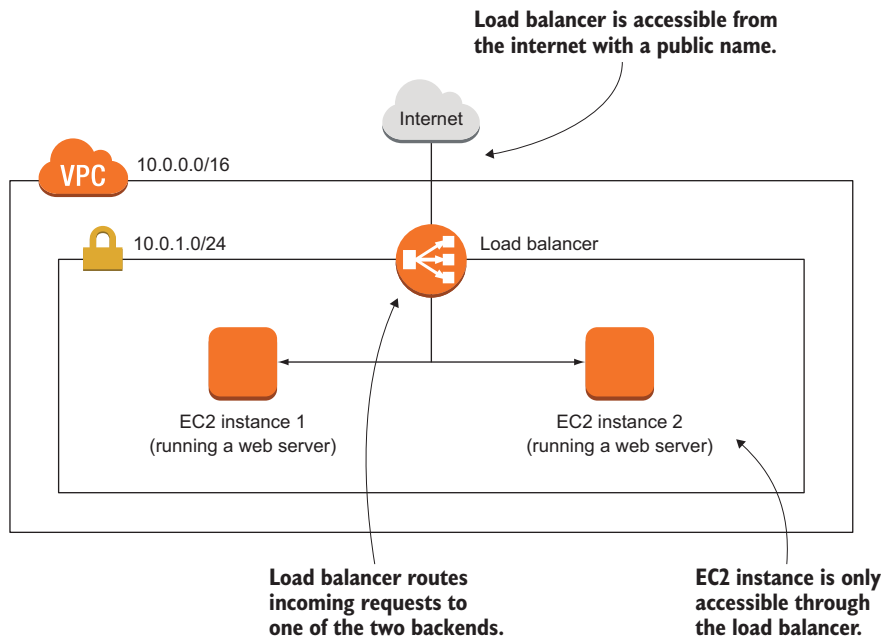 Load balancer is accessible from
the internet with a public name.
Internet
VPC
10.0.0.0/16
10.0.1.0/24
Load balancer
EC2 instance 1
(running a web server)
EC2 instance 2
(running a web server)
Load balancer routes
incoming requests to
one of the two backends.
EC2 instance is only
accessible through
the load balancer.